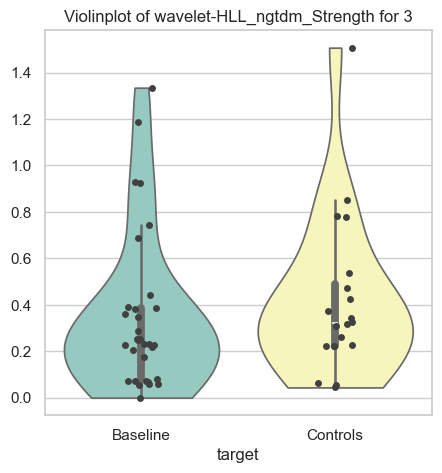 Violinplot of wavelet-HLL_ngtdm_Strength for 3
1.4
1.2
1.0
0.8
0.6
0.4
0.2
0.0
Baseline
Controls
target